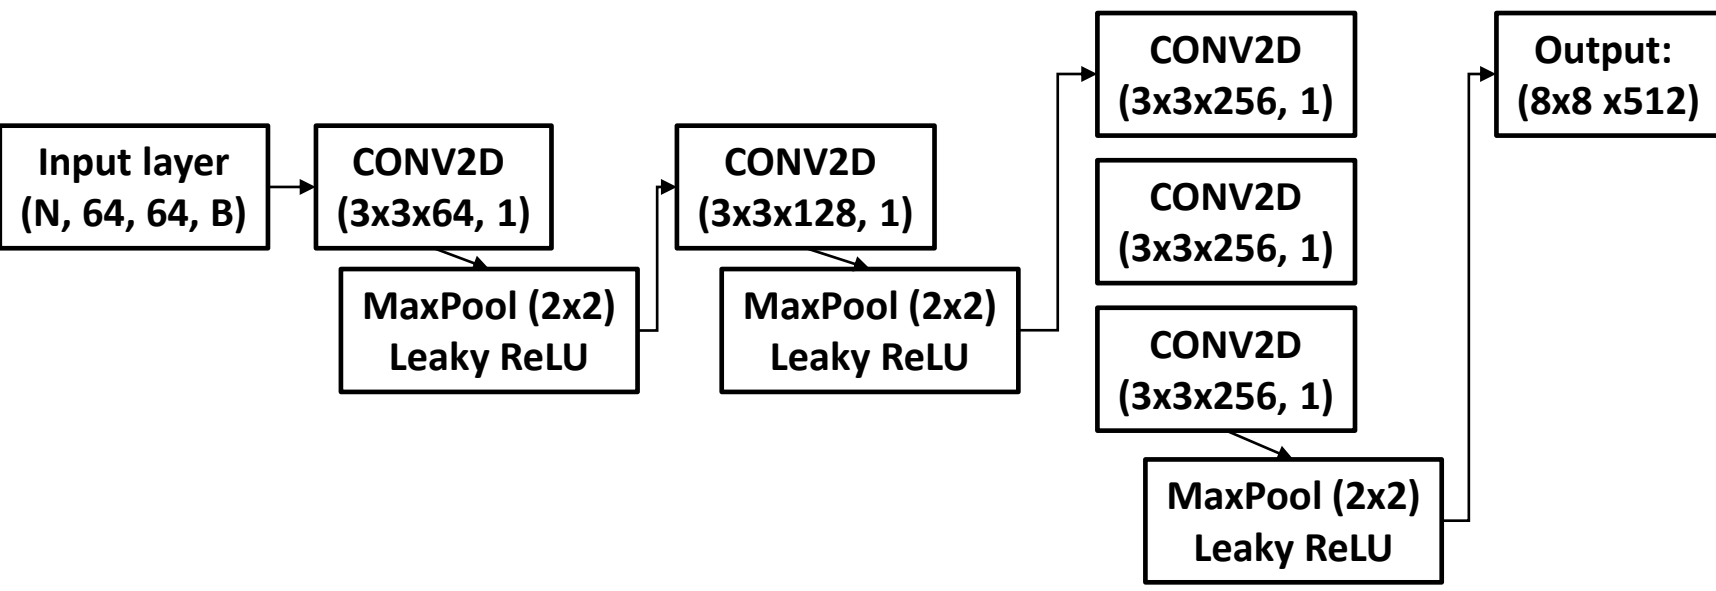 Input layer
(N, 64, 64, B)
CONV2D
(3x3x64, 1)
MaxPool (2x2)
Leaky ReLU
CONV2D
(3x3x128, 1)
MaxPool (2x2)
Leaky ReLU
CONV2D
(3x3x256, 1)
CONV2D
(3x3x256, 1)
CONV2D
(3x3x256, 1)
MaxPool (2x2)
Leaky ReLU
Output:
(8x8 x512)